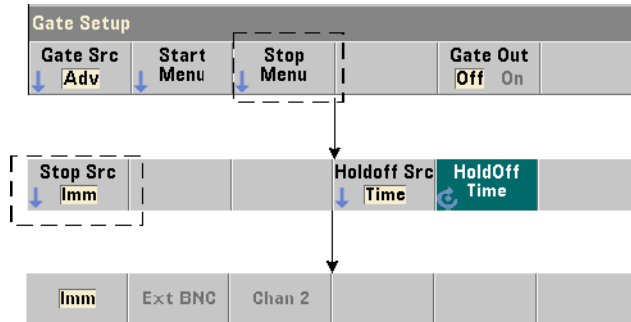 Gate Setup
Gate Src Start Stop Gate Out
Adv Menu Menu Off On
Stop Src Holdoff Src HoldOff
Imm Time Time
Imm Ext BNC Chan 2